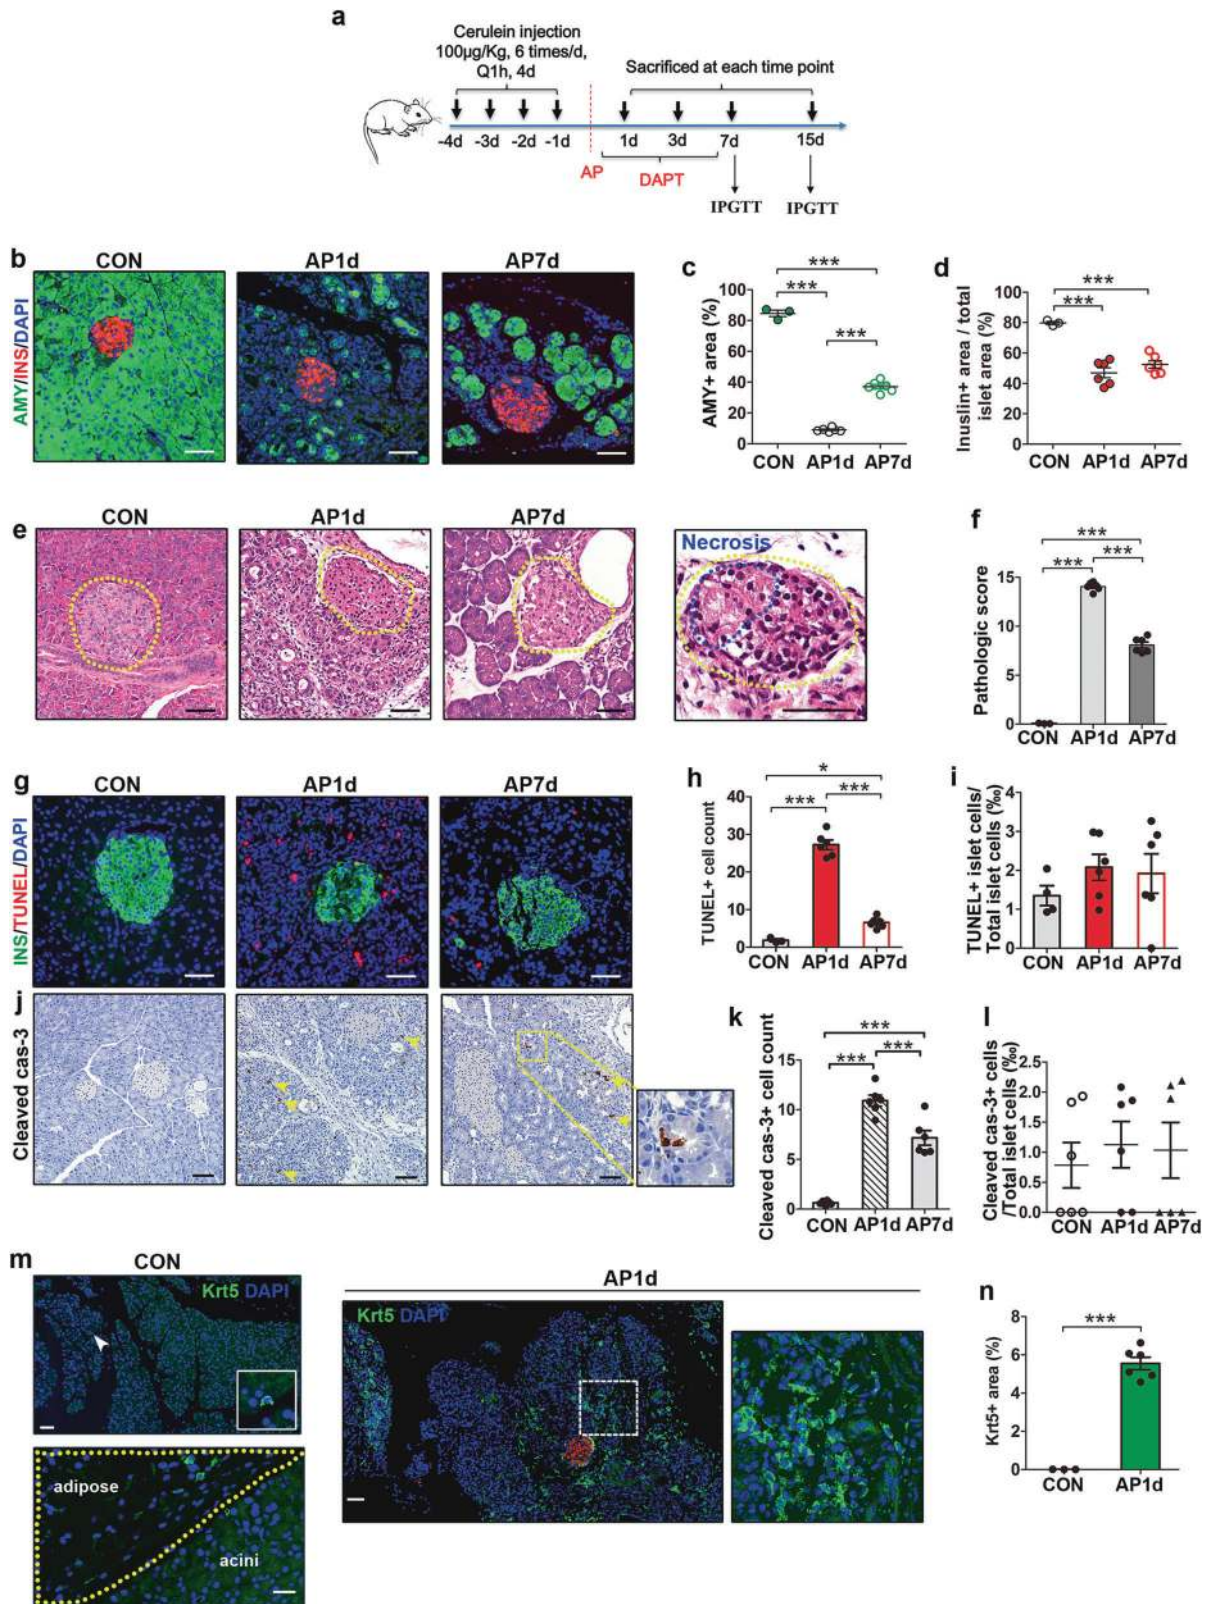 a
Cerulein injection
100μg/Kg, 6 times/d,
Q1h, 4d
Sacrificed at each time point
-4d -3d -2d -1d 1d 3d 7d 15d
AP DAPT
IPGTT IPGTT
b
CON AP1d AP7d
AMY/INS/DAPI
c
AMY+ area (%)
*** *** ***
100
80
60
40
20
0
CON AP1d AP7d
d
Inuslin+ area / total
islet area (%)
*** ***
100
80
60
40
20
0
CON AP1d AP7d
e
CON AP1d AP7d
Necrosis
f
Pathologic score
*** *** ***
15
10
5
0
CON AP1d AP7d
g
CON AP1d AP7d
INS/TUNEL/DAPI
h
TUNEL+ cell count
* *** ***
40
30
20
10
0
CON AP1d AP7d
i
TUNEL+ islet cells/
Total islet cells (‰)
4
3
2
1
0
CON AP1d AP7d
j
Cleaved cas-3
k
Cleaved cas-3+ cell count
*** *** ***
15
10
5
0
CON AP1d AP7d
l
Cleaved cas-3+ cells
/Total islet cells (‰)
2.5
2.0
1.5
1.0
0.5
0.0
CON AP1d AP7d
m
CON
Krt5 DAPI
adipose
acini
AP1d
Krt5 DAPI
n
Krt5+ area (%)
***
8
6
4
2
0
CON AP1d